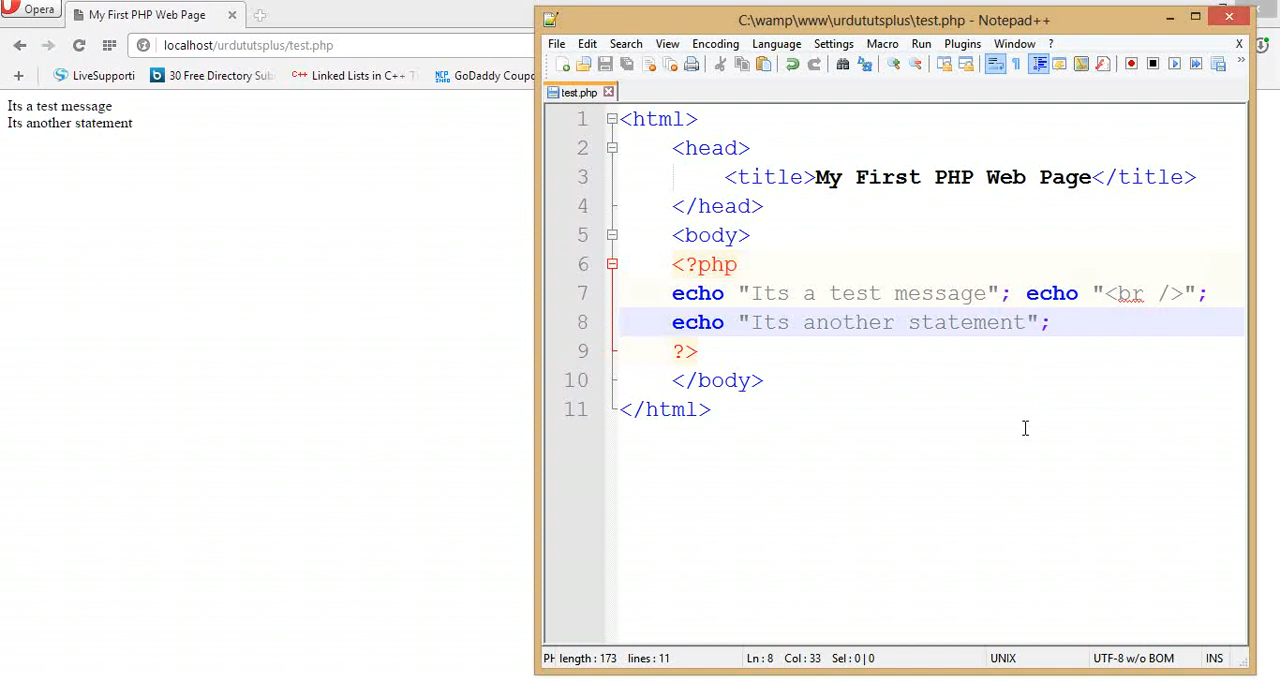 Opera
My First PHP Web Page
localhost/urdututsplus/test.php
LiveSupporti
30 Free Directory Sub
Linked Lists in C++ T
GoDaddy Coupo
Its a test message
Its another statement
C:\wamp\www\urdututsplus\test.php - Notepad++
File Edit Search View Encoding Language Settings Macro Run Plugins Window ? X
test.php
1 <html>
2 <head>
3 <title>My First PHP Web Page</title>
4 </head>
5 <body>
6 <?php
7 echo "Its a test message"; echo "<br />";
8 echo "Its another statement";
9 ?>
10 </body>
11 </html>
PH length : 173 lines : 11 Ln : 8 Col : 33 Sel : 0 | 0 UNIX UTF-8 w/o BOM INS